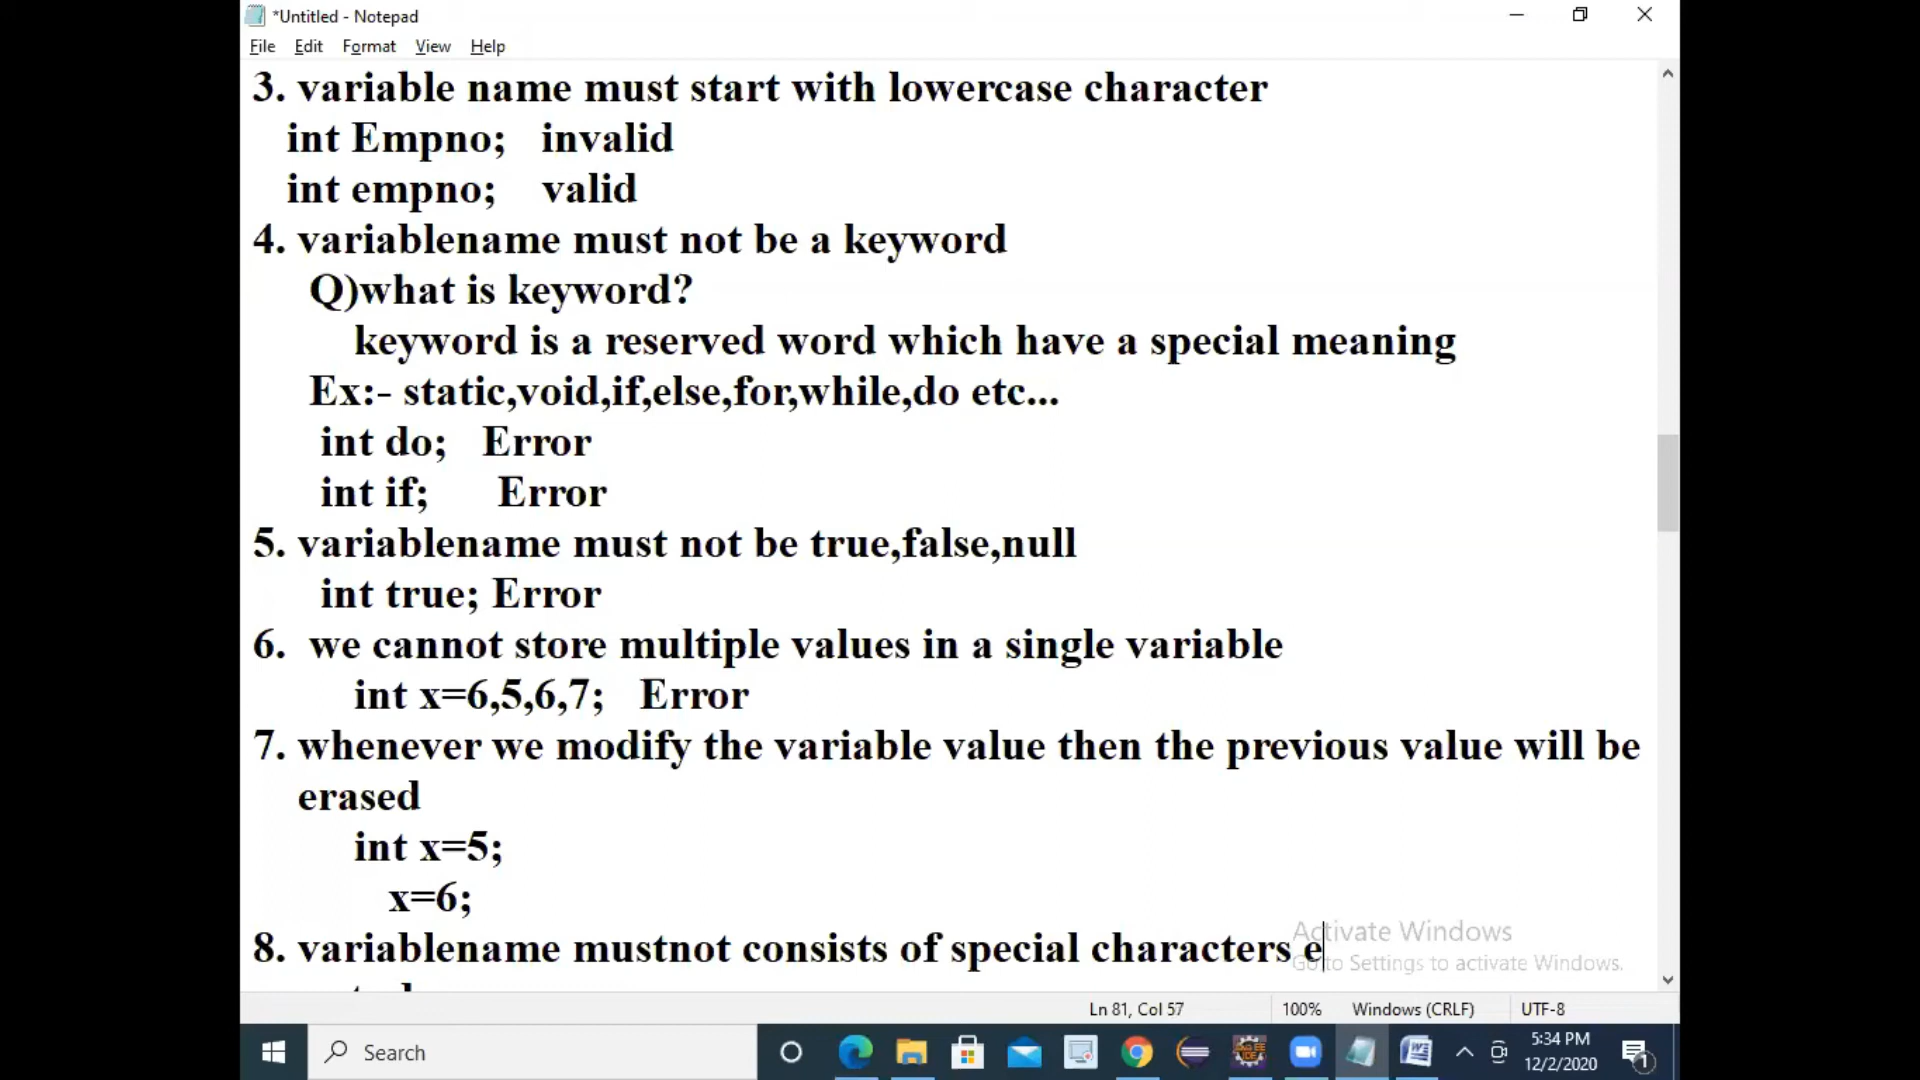 *Untitled - Notepad
File Edit Format View Help
3. variable name must start with lowercase character
int Empno; invalid
int empno; valid
4. variablename must not be a keyword
Q)what is keyword?
keyword is a reserved word which have a special meaning
Ex:- static,void,if,else,for,while,do etc...
int do; Error
int if; Error
5. variablename must not be true,false,null
int true; Error
6. we cannot store multiple values in a single variable
int x=6,5,6,7; Error
7. whenever we modify the variable value then the previous value will be
erased
int x=5;
x=6;
8. variablename mustnot consists of special characters e
Activate Windows
Go to Settings to activate Windows.
Ln 81, Col 57 100% Windows (CRLF) UTF-8
Search
5:34 PM
12/2/2020
1